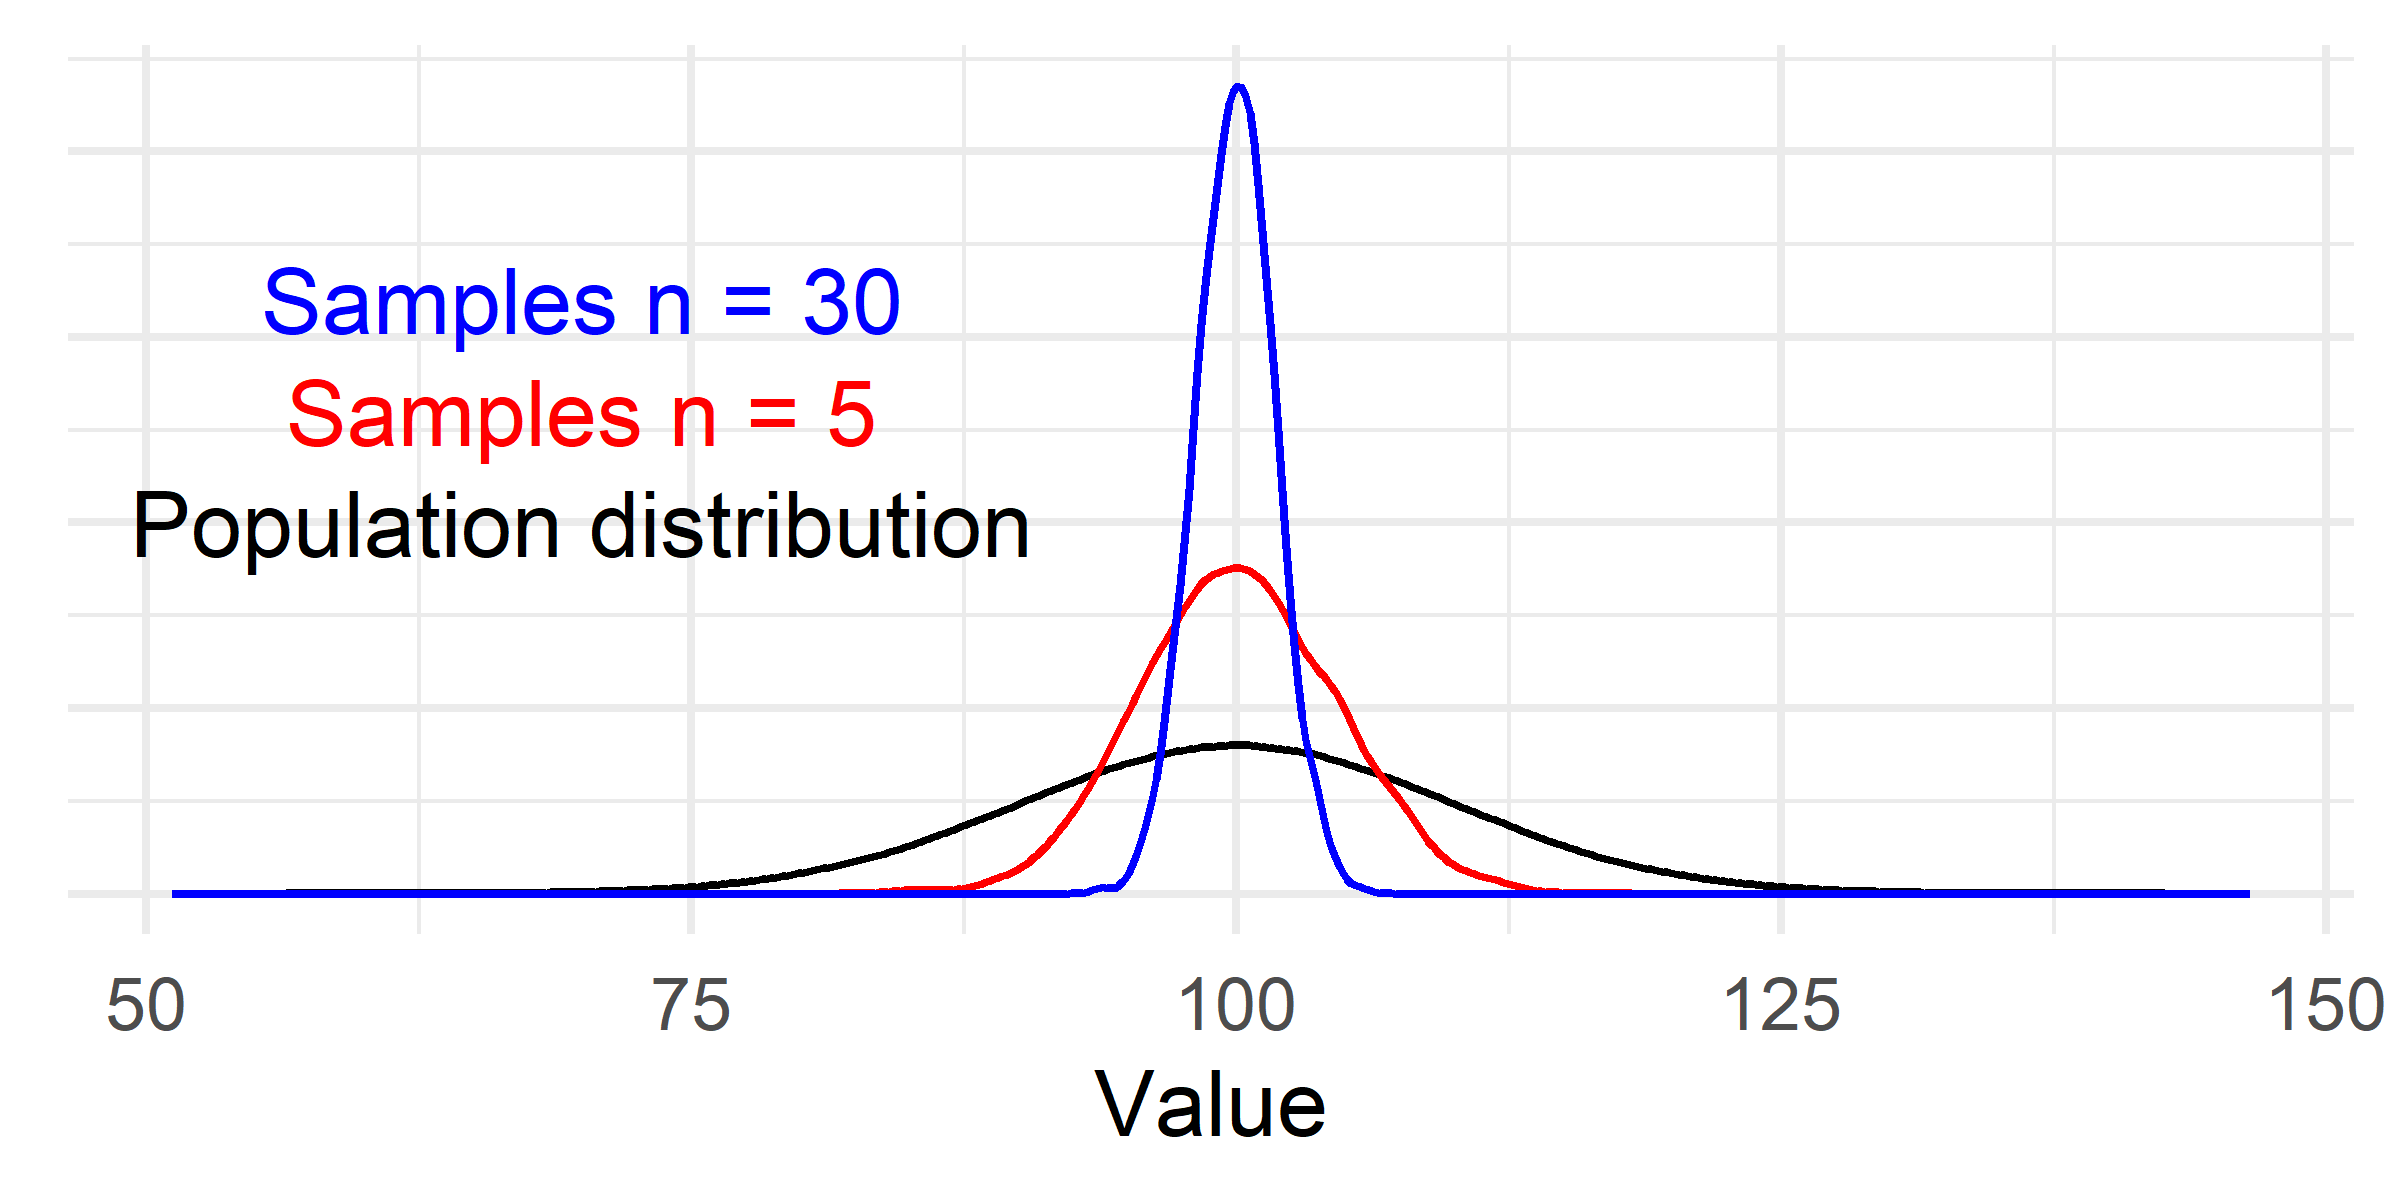 Samples n = 30
Samples n = 5
Population distribution
50 75 100 125 150
Value